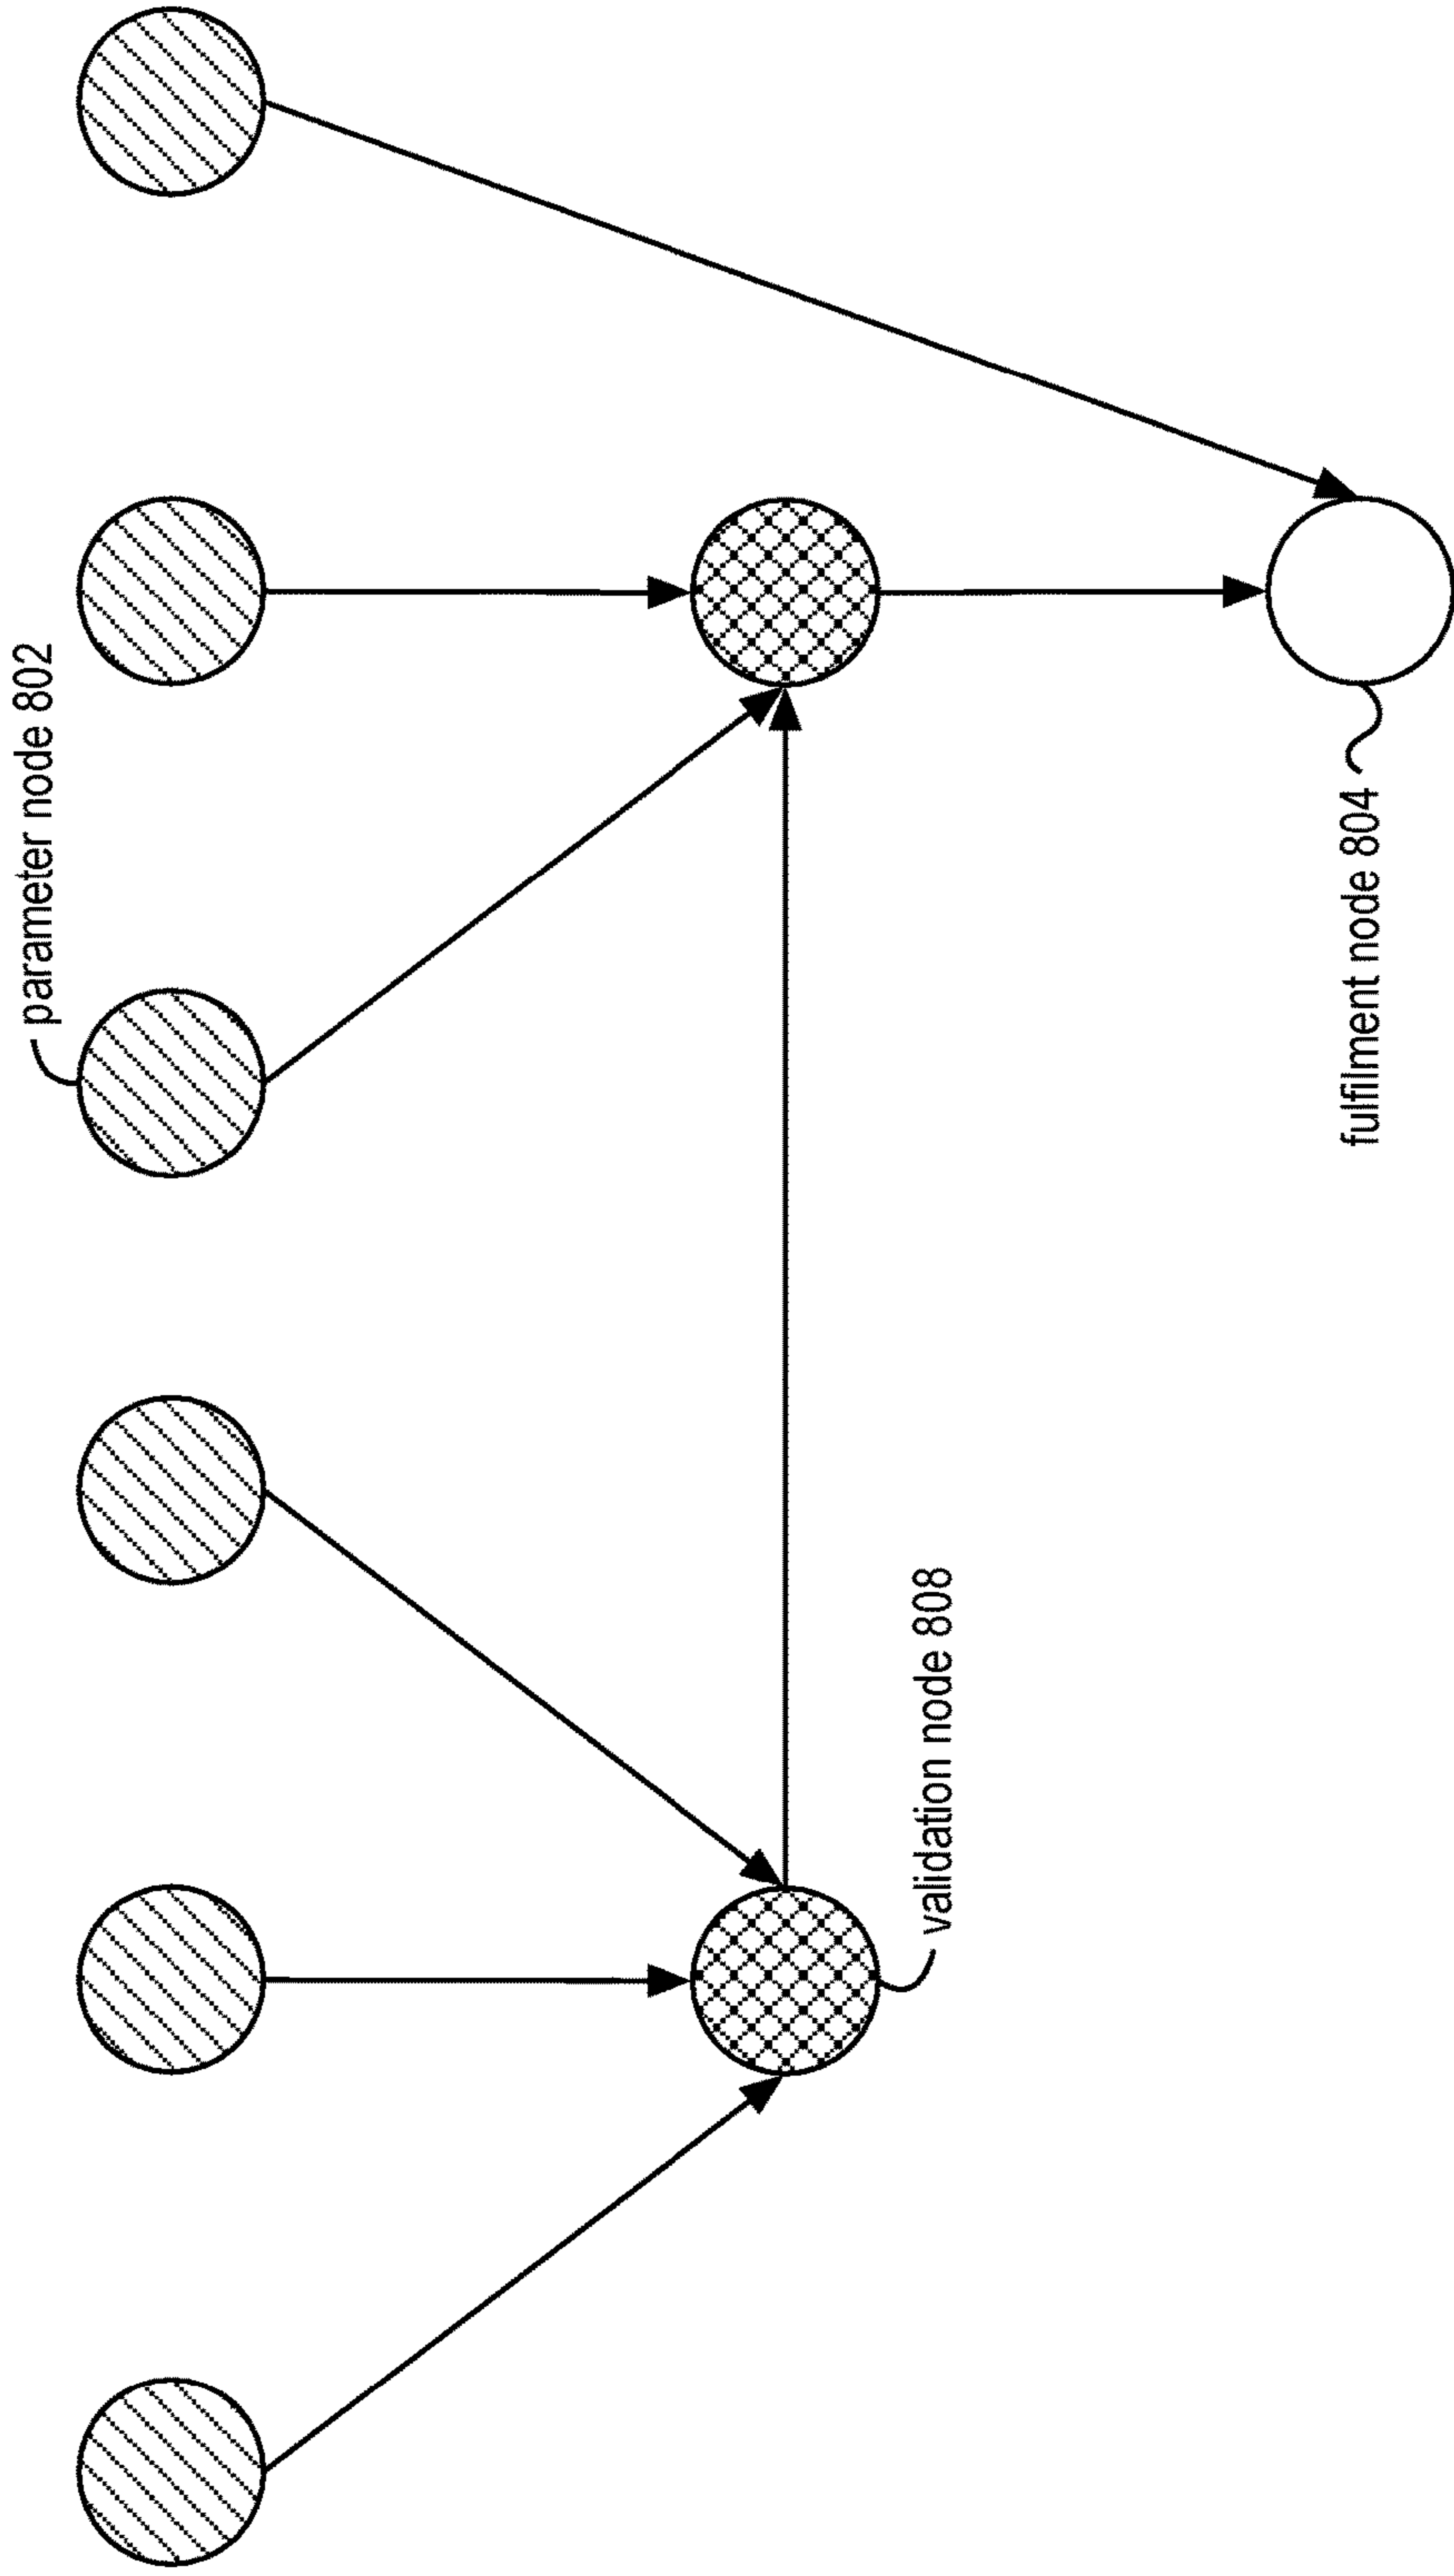 parameter node 802
validation node 808
fulfilment node 804